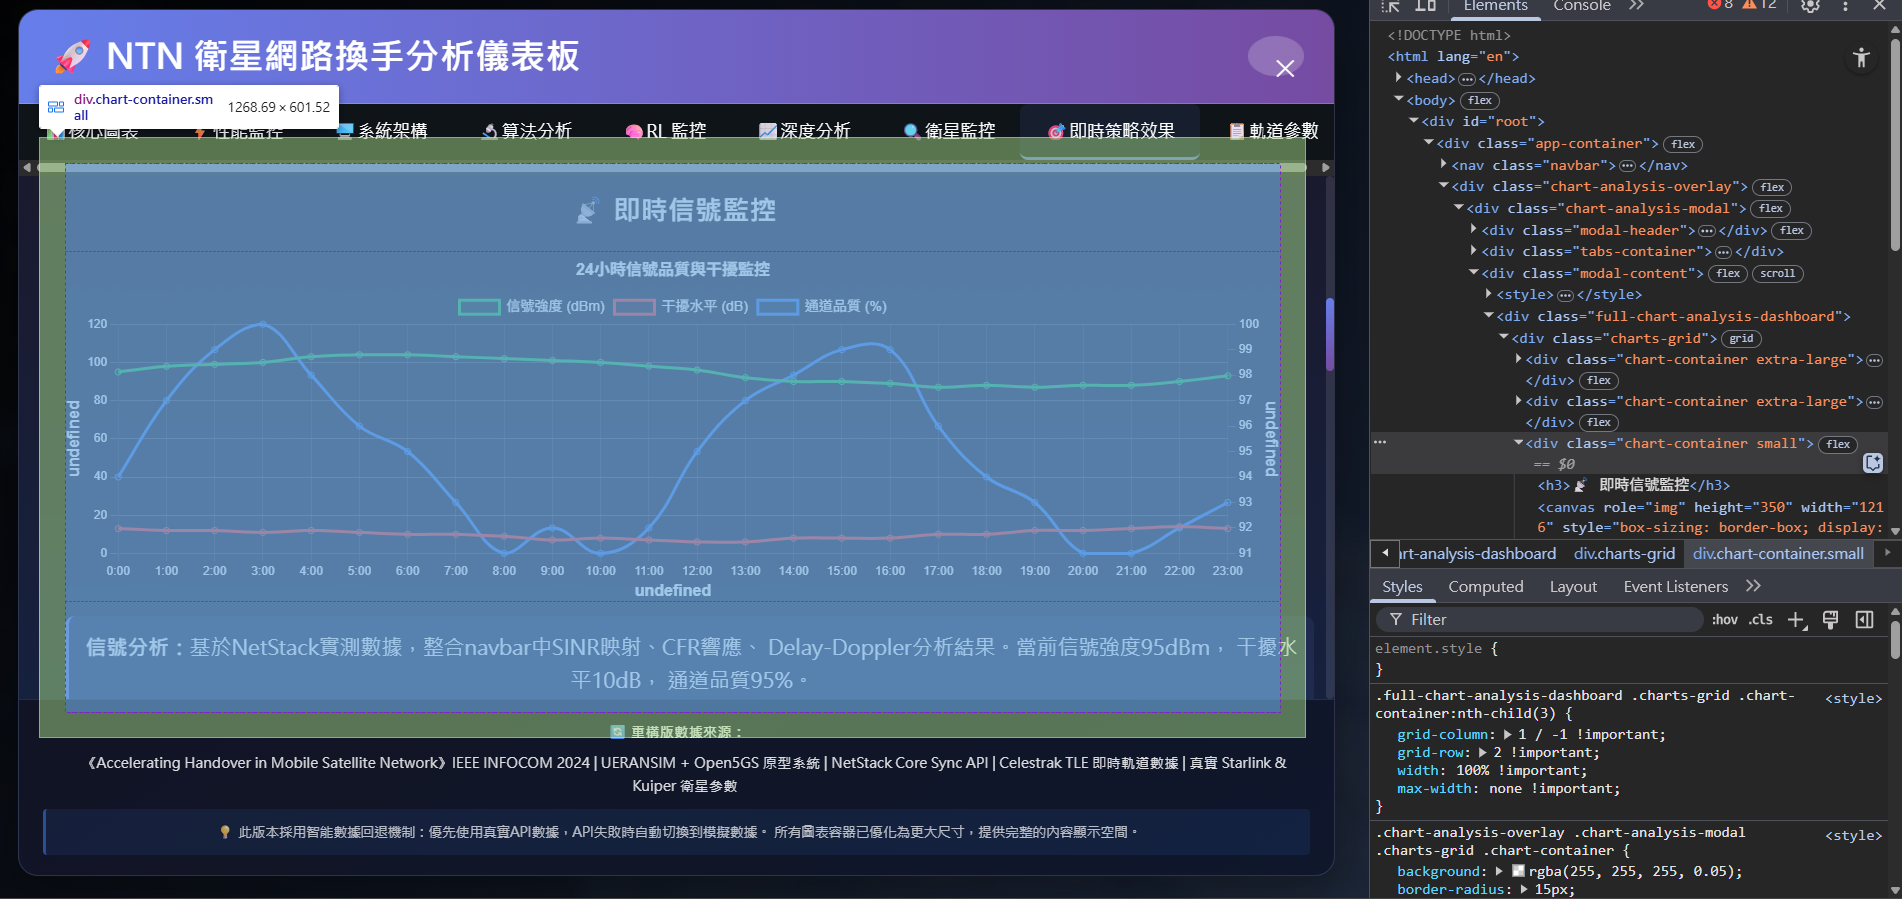 🚀 NTN 衛星網路換手分析儀表板
div.chart-container.sm
all
1268.69 × 601.52
核心圖表
⚡性能監控
系統架構
🔬算法分析
🧠RL 監控
📈深度分析
🔍衛星監控
🎯即時策略效果
📋軌道參數
📡 即時信號監控
24小時信號品質與干擾監控
信號強度 (dBm) 干擾水平 (dB) 通道品質 (%)
120
100
80
60
40
20
0
undefined
100
99
98
97
96
95
94
93
92
91
undefined
0:00 1:00 2:00 3:00 4:00 5:00 6:00 7:00 8:00 9:00 10:00 11:00 12:00 13:00 14:00 15:00 16:00 17:00 18:00 19:00 20:00 21:00 22:00 23:00
undefined
信號分析：基於NetStack實測數據，整合navbar中SINR映射、CFR響應、 Delay-Doppler分析結果。當前信號強度95dBm， 干擾水
平10dB， 通道品質95%。
🔄 重構版數據來源：
《Accelerating Handover in Mobile Satellite Network》IEEE INFOCOM 2024 | UERANSIM + Open5GS 原型系統 | NetStack Core Sync API | Celestrak TLE 即時軌道數據 | 真實 Starlink &
Kuiper 衛星參數
💡 此版本採用智能數據回退機制：優先使用真實API數據，API失敗時自動切換到模擬數據。 所有圖表容器已優化為更大尺寸，提供完整的內容顯示空間。
Elements Console 8 12
<!DOCTYPE html>
<html lang="en">
<head>…</head>
<body> flex
<div id="root">
<div class="app-container"> flex
<nav class="navbar">…</nav>
<div class="chart-analysis-overlay"> flex
<div class="chart-analysis-modal"> flex
<div class="modal-header">…</div> flex
<div class="tabs-container">…</div>
<div class="modal-content"> flex scroll
<style>…</style>
<div class="full-chart-analysis-dashboard">
<div class="charts-grid"> grid
<div class="chart-container extra-large">…
</div> flex
<div class="chart-container extra-large">…
</div> flex
<div class="chart-container small"> flex
== $0
<h3>📡 即時信號監控</h3>
<canvas role="img" height="350" width="121
6" style="box-sizing: border-box; display:
rt-analysis-dashboard div.charts-grid div.chart-container.small
Styles Computed Layout Event Listeners
Filter :hov .cls
element.style {
}
.full-chart-analysis-dashboard .charts-grid .chart- <style>
container:nth-child(3) {
grid-column: 1 / -1 !important;
grid-row: 2 !important;
width: 100% !important;
max-width: none !important;
}
.chart-analysis-overlay .chart-analysis-modal <style>
.charts-grid .chart-container {
background: rgba(255, 255, 255, 0.05);
border-radius: 15px;